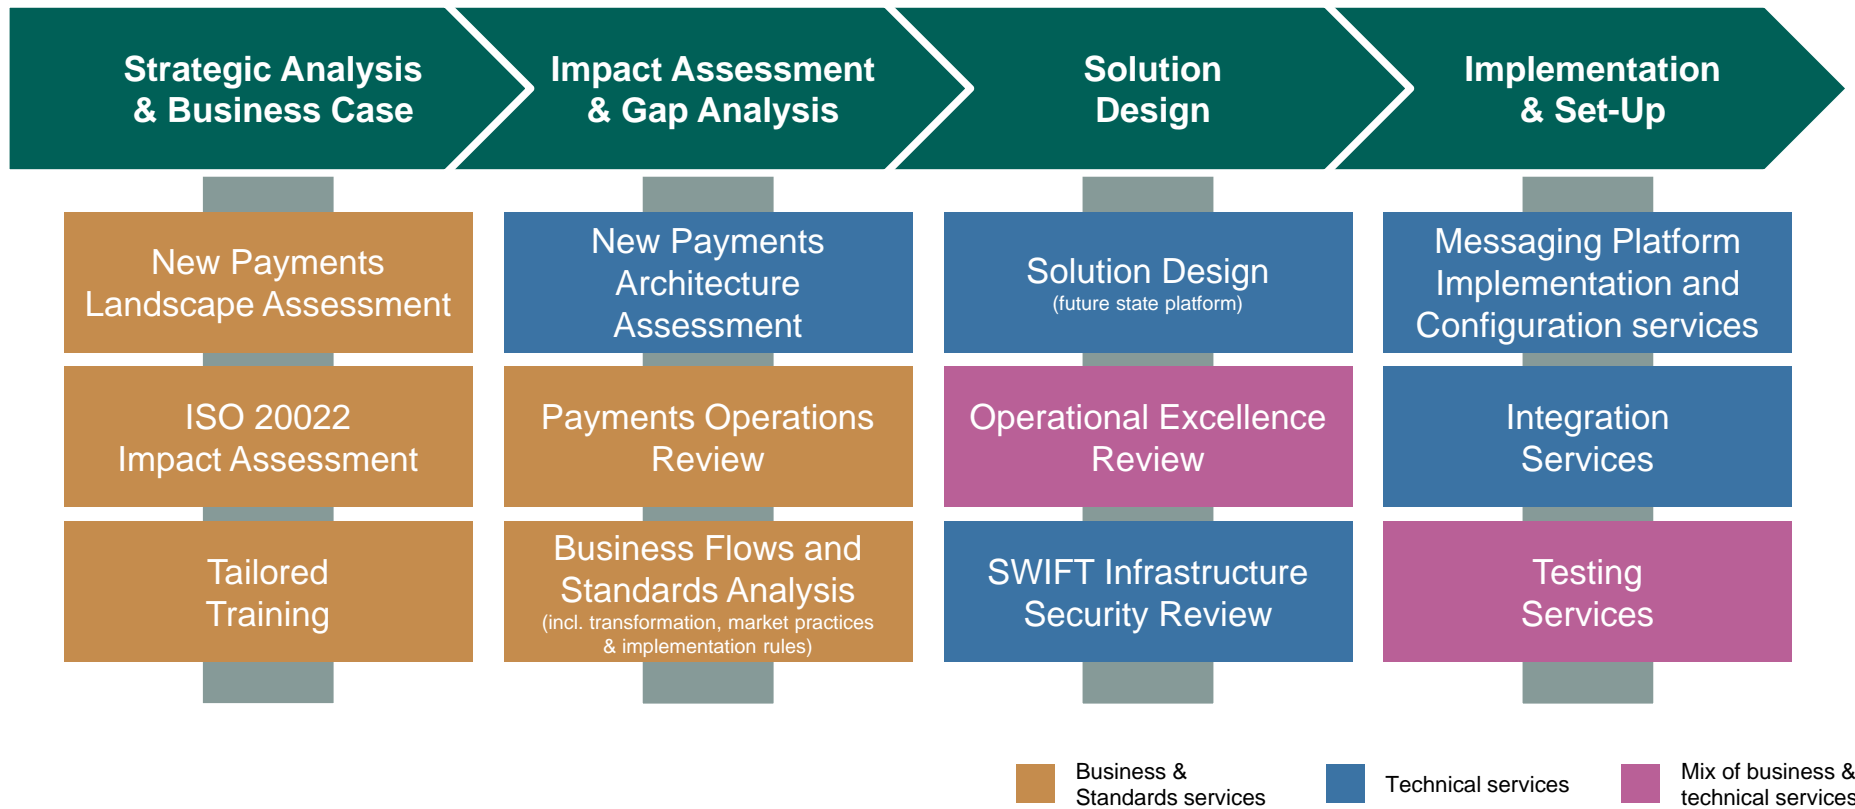 Strategic Analysis
& Business Case
Impact Assessment
& Gap Analysis
Solution
Design
Implementation
& Set-Up
New Payments
Landscape Assessment
ISO 20022
Impact Assessment
Tailored
Training
New Payments
Architecture
Assessment
Payments Operations
Review
Business Flows and
Standards Analysis
(incl. transformation, market practices
& implementation rules)
Solution Design
(future state platform)
Operational Excellence
Review
SWIFT Infrastructure
Security Review
Messaging Platform
Implementation and
Configuration services
Integration
Services
Testing
Services
Business &
Standards services
Technical services
Mix of business &
technical services